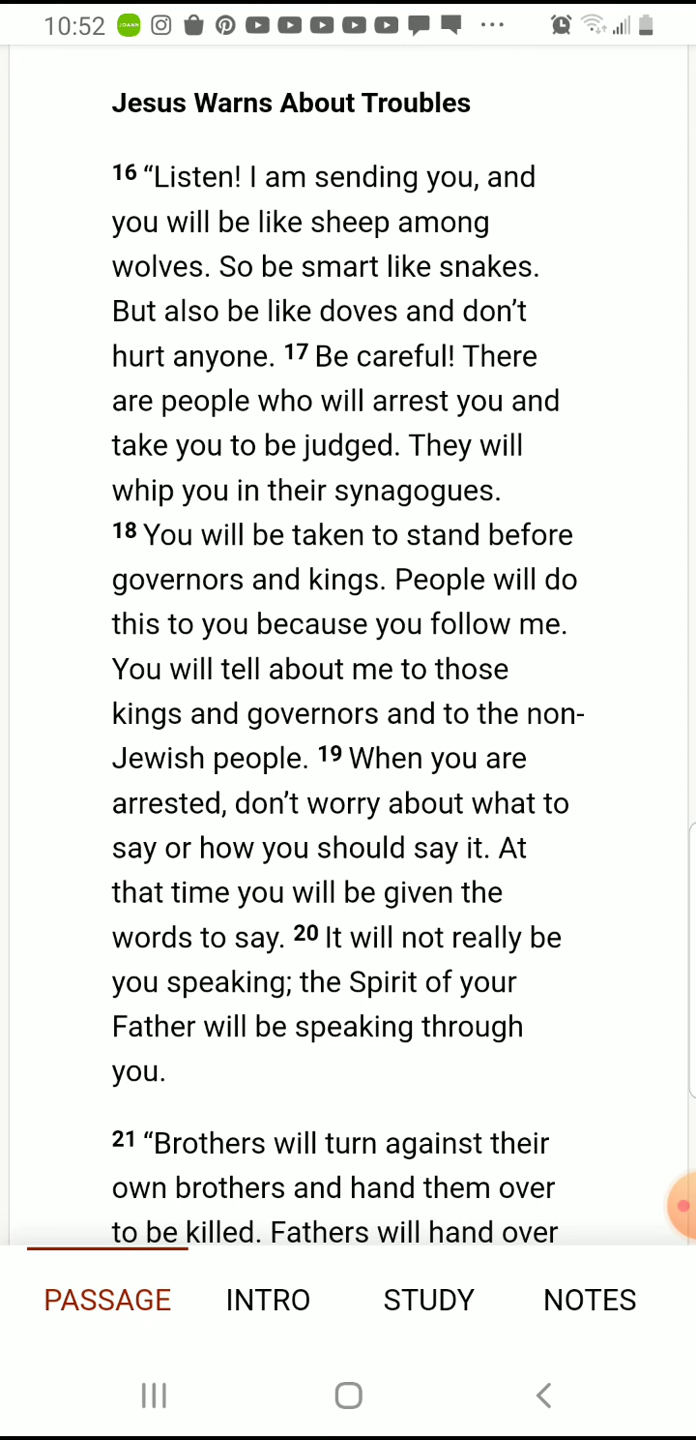 10:52
JOANN
Jesus Warns About Troubles
16 “Listen! I am sending you, and
you will be like sheep among
wolves. So be smart like snakes.
But also be like doves and don’t
hurt anyone. 17 Be careful! There
are people who will arrest you and
take you to be judged. They will
whip you in their synagogues.
18 You will be taken to stand before
governors and kings. People will do
this to you because you follow me.
You will tell about me to those
kings and governors and to the non-
Jewish people. 19 When you are
arrested, don’t worry about what to
say or how you should say it. At
that time you will be given the
words to say. 20 It will not really be
you speaking; the Spirit of your
Father will be speaking through
you.
21 “Brothers will turn against their
own brothers and hand them over
to be killed. Fathers will hand over
PASSAGE INTRO STUDY NOTES